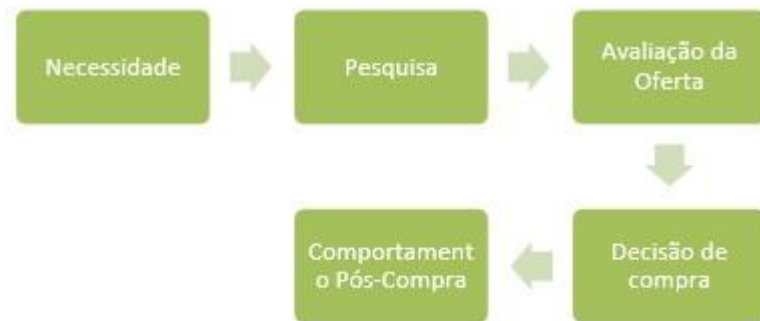 Necessidade
Pesquisa
Avaliação da
Oferta
Decisão de
compra
Comportament
o Pós-Compra